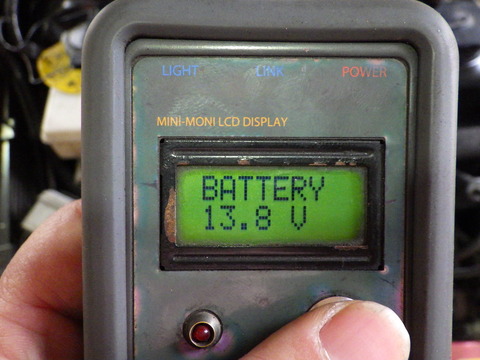 LIGHT LINK POWER
MINI-MONI LCD DISPLAY
BATTERY
13.8 V